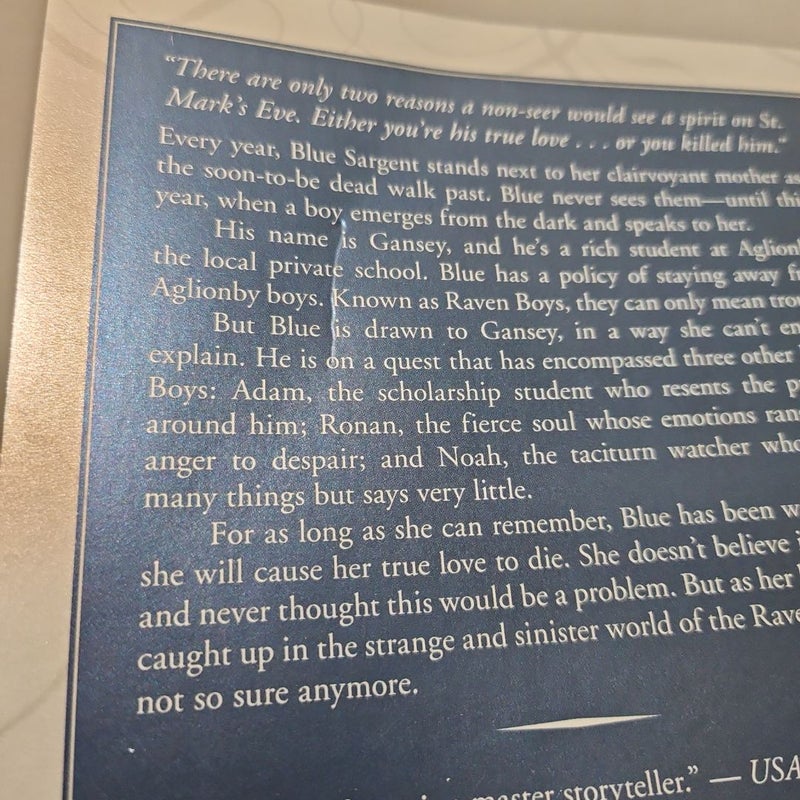 “There are only two reasons a non-seer would see a spirit on St.
Mark’s Eve. Either you’re his true love . . . or you killed him.”
Every year, Blue Sargent stands next to her clairvoyant mother as
the soon-to-be dead walk past. Blue never sees them—until thi
year, when a boy emerges from the dark and speaks to her.
His name is Gansey, and he’s a rich student at Aglionb
the local private school. Blue has a policy of staying away fr
Aglionby boys. Known as Raven Boys, they can only mean trou
But Blue is drawn to Gansey, in a way she can’t en
explain. He is on a quest that has encompassed three other
Boys: Adam, the scholarship student who resents the p
around him; Ronan, the fierce soul whose emotions ran
anger to despair; and Noah, the taciturn watcher who
many things but says very little.
For as long as she can remember, Blue has been w
she will cause her true love to die. She doesn’t believe i
and never thought this would be a problem. But as her
caught up in the strange and sinister world of the Rave
not so sure anymore.
master storyteller.” — USA